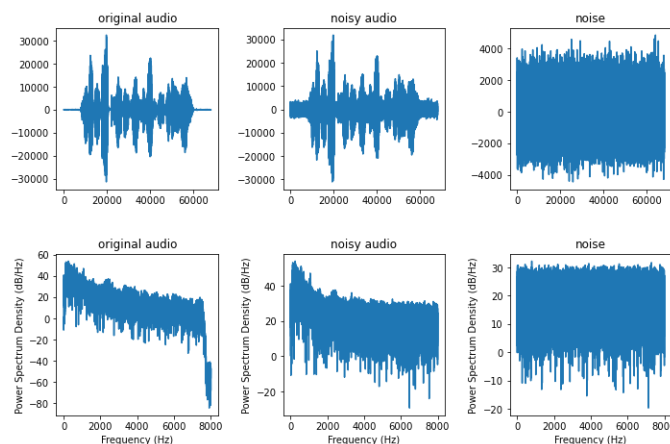 original audio
noisy audio
noise
30000
20000
10000
0
−10000
−20000
−30000
0 20000 40000 60000
30000
20000
10000
0
−10000
−20000
−30000
0 20000 40000 60000
4000
2000
0
−2000
−4000
0 20000 40000 60000
original audio
noisy audio
noise
Power Spectrum Density (dB/Hz)
60
40
20
0
−20
−40
−60
−80
0 2000 4000 6000 8000
Frequency (Hz)
Power Spectrum Density (dB/Hz)
40
20
0
−20
0 2000 4000 6000 8000
Frequency (Hz)
Power Spectrum Density (dB/Hz)
30
20
10
0
−10
−20
0 2000 4000 6000
Frequency (Hz)